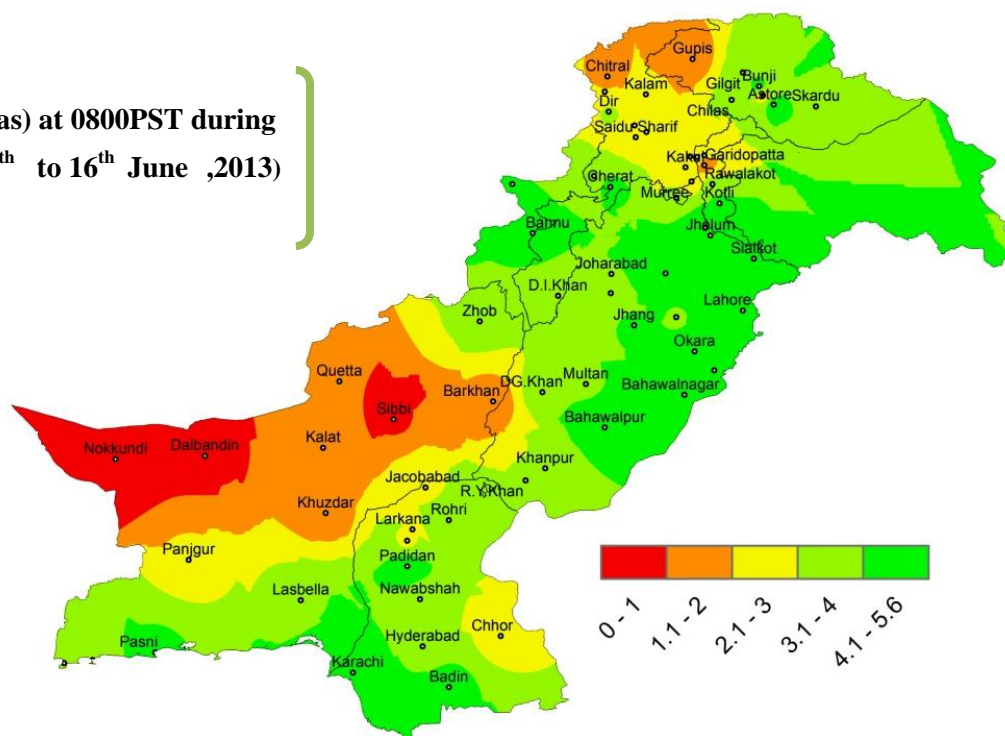 as) at 0800PST during
th to 16th June ,2013)
Gupis
Chitral
Kalam
Gilgit
Bunji
Astore
Skardu
Dir
Chilas
Saidu Sharif
Kakul
Garidopatta
Cherat
Rawalakot
Murree
Kotli
Bannu
Jhelum
Sialkot
Joharabad
D.I.Khan
Zhob
Lahore
Jhang
Okara
Quetta
Barkhan
DG.Khan
Multan
Bahawalnagar
Sibbi
Bahawalpur
Kalat
Nokkundi
Dalbandin
Khanpur
Jacobabad
R.Y.Khan
Khuzdar
Rohri
Larkana
Panjgur
Padidan
Lasbella
Nawabshah
Chhor
Pasni
Hyderabad
Karachi
Badin
0 - 1
1.1 - 2
2.1 - 3
3.1 - 4
4.1 - 5.6